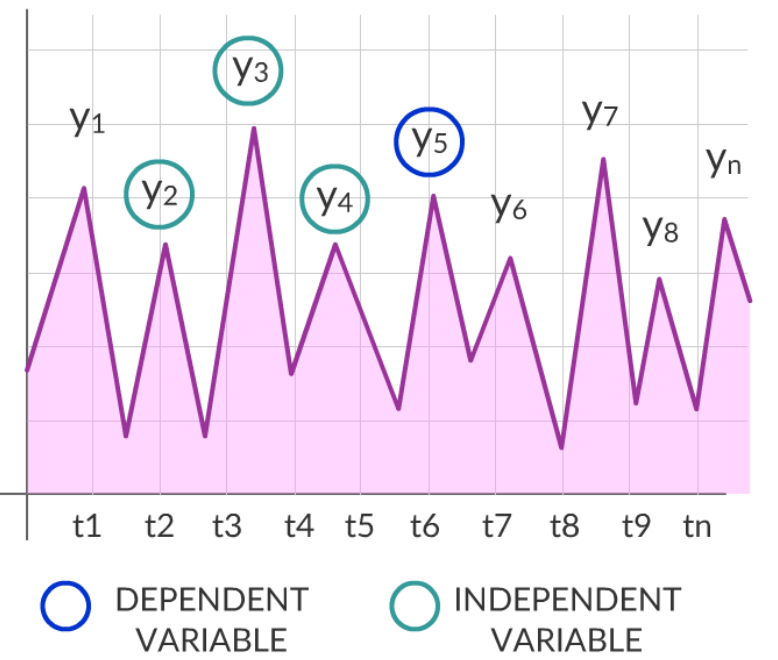 y3
y1
y7
y5
yn
y2
y4
y6
y8
t1 t2 t3 t4 t5 t6 t7 t8 t9 tn
DEPENDENT
VARIABLE
INDEPENDENT
VARIABLE